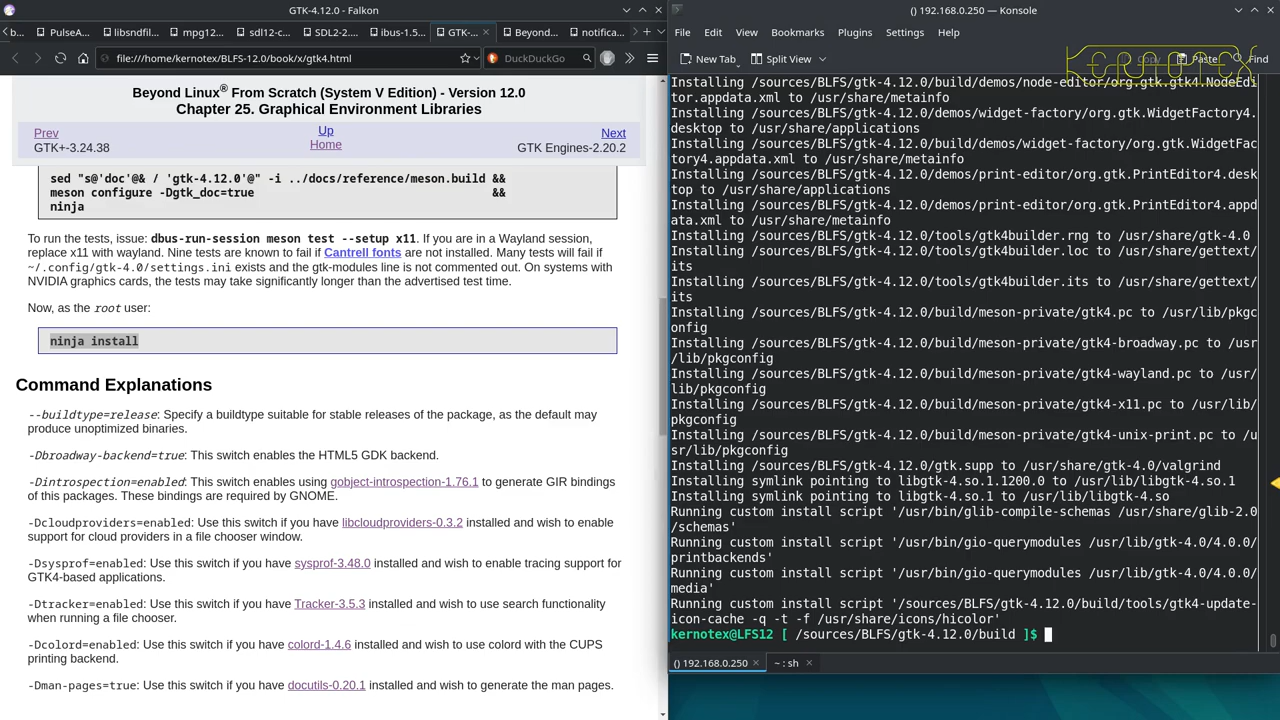 GTK-4.12.0 - Falkon
b...
PulseA...
libsndfil...
mpg12...
sdl12-c...
SDL2-2....
ibus-1.5...
GTK-...
Beyond...
notifica...
file:///home/kernotex/BLFS-12.0/book/x/gtk4.html
DuckDuckGo
Beyond Linux® From Scratch (System V Edition) - Version 12.0
Chapter 25. Graphical Environment Libraries
Prev
Up
Next
GTK+-3.24.38
Home
GTK Engines-2.20.2
sed "s@'doc'@& / 'gtk-4.12.0'@" -i ../docs/reference/meson.build &&
meson configure -Dgtk_doc=true &&
ninja
To run the tests, issue: dbus-run-session meson test --setup x11. If you are in a Wayland session,
replace x11 with wayland. Nine tests are known to fail if Cantrell fonts are not installed. Many tests will fail if
~/.config/gtk-4.0/settings.ini exists and the gtk-modules line is not commented out. On systems with
NVIDIA graphics cards, the tests may take significantly longer than the advertised test time.
Now, as the root user:
ninja install
Command Explanations
--buildtype=release: Specify a buildtype suitable for stable releases of the package, as the default may
produce unoptimized binaries.
-Dbroadway-backend=true: This switch enables the HTML5 GDK backend.
-Dintrospection=enabled: This switch enables using gobject-introspection-1.76.1 to generate GIR bindings
of this packages. These bindings are required by GNOME.
-Dcloudproviders=enabled: Use this switch if you have libcloudproviders-0.3.2 installed and wish to enable
support for cloud providers in a file chooser window.
-Dsysprof=enabled: Use this switch if you have sysprof-3.48.0 installed and wish to enable tracing support for
GTK4-based applications.
-Dtracker=enabled: Use this switch if you have Tracker-3.5.3 installed and wish to use search functionality
when running a file chooser.
-Dcolord=enabled: Use this switch if you have colord-1.4.6 installed and wish to use colord with the CUPS
printing backend.
-Dman-pages=true: Use this switch if you have docutils-0.20.1 installed and wish to generate the man pages.
() 192.168.0.250 — Konsole
File Edit View Bookmarks Plugins Settings Help
New Tab
Split View
Copy
Paste
Find
KERNOTEX
Installing /sources/BLFS/gtk-4.12.0/build/demos/node-editor/org.gtk.gtk4.NodeEdi
tor.appdata.xml to /usr/share/metainfo
Installing /sources/BLFS/gtk-4.12.0/demos/widget-factory/org.gtk.WidgetFactory4.
desktop to /usr/share/applications
Installing /sources/BLFS/gtk-4.12.0/build/demos/widget-factory/org.gtk.WidgetFac
tory4.appdata.xml to /usr/share/metainfo
Installing /sources/BLFS/gtk-4.12.0/demos/print-editor/org.gtk.PrintEditor4.desk
top to /usr/share/applications
Installing /sources/BLFS/gtk-4.12.0/build/demos/print-editor/org.gtk.PrintEditor4.appd
ata.xml to /usr/share/metainfo
Installing /sources/BLFS/gtk-4.12.0/tools/gtk4builder.rng to /usr/share/gtk-4.0
Installing /sources/BLFS/gtk-4.12.0/tools/gtk4builder.loc to /usr/share/gettext/
its
Installing /sources/BLFS/gtk-4.12.0/tools/gtk4builder.its to /usr/share/gettext/
its
Installing /sources/BLFS/gtk-4.12.0/build/meson-private/gtk4.pc to /usr/lib/pkgc
onfig
Installing /sources/BLFS/gtk-4.12.0/build/meson-private/gtk4-broadway.pc to /usr
/lib/pkgconfig
Installing /sources/BLFS/gtk-4.12.0/build/meson-private/gtk4-wayland.pc to /usr/
lib/pkgconfig
Installing /sources/BLFS/gtk-4.12.0/build/meson-private/gtk4-x11.pc to /usr/lib/
pkgconfig
Installing /sources/BLFS/gtk-4.12.0/build/meson-private/gtk4-unix-print.pc to /u
sr/lib/pkgconfig
Installing /sources/BLFS/gtk-4.12.0/gtk.supp to /usr/share/gtk-4.0/valgrind
Installing symlink pointing to libgtk-4.so.1.1200.0 to /usr/lib/libgtk-4.so.1
Installing symlink pointing to libgtk-4.so.1 to /usr/lib/libgtk-4.so
Running custom install script '/usr/bin/glib-compile-schemas /usr/share/glib-2.0
/schemas'
Running custom install script '/usr/bin/gio-querymodules /usr/lib/gtk-4.0/4.0.0/
printbackends'
Running custom install script '/usr/bin/gio-querymodules /usr/lib/gtk-4.0/4.0.0/
media'
Running custom install script '/sources/BLFS/gtk-4.12.0/build/tools/gtk4-update-
icon-cache -q -t -f /usr/share/icons/hicolor'
kernotex@LFS12 [ /sources/BLFS/gtk-4.12.0/build ]$
() 192.168.0.250
~ : sh